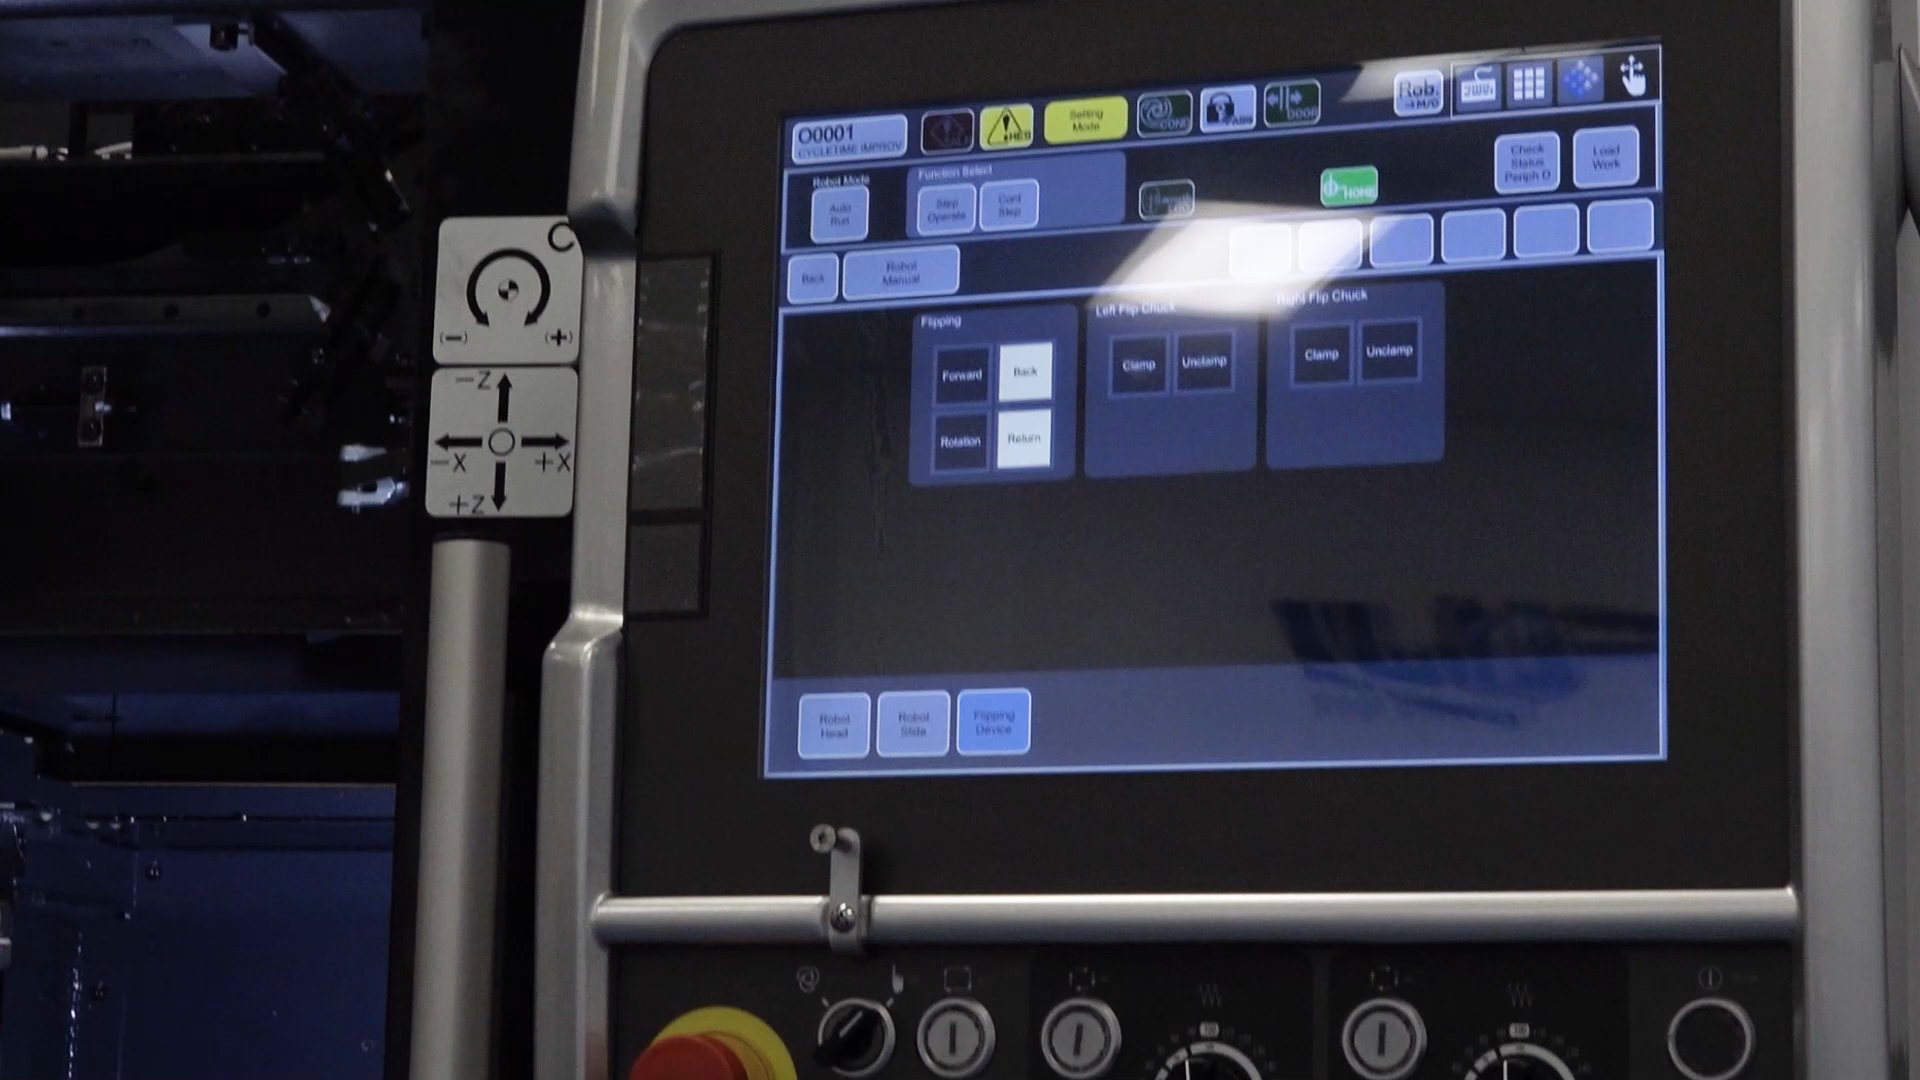 O0001
CYCLETIME IMPROV
Setting
Mode
COND
DOOR
Rob.
→M/O
Robot Mode
Auto
Run
Function Select
Step
Operate
Cont
Step
HOME
Check
Status
Periph D
Load
Work
Back
Robot
Manual
Flipping
Forward
Back
Rotation
Return
Left Flip Chuck
Clamp
Unclamp
Right Flip Chuck
Clamp
Unclamp
Robot
Head
Robot
Slide
Flipping
Device
C
(-) (+)
-Z
-X +X
+Z